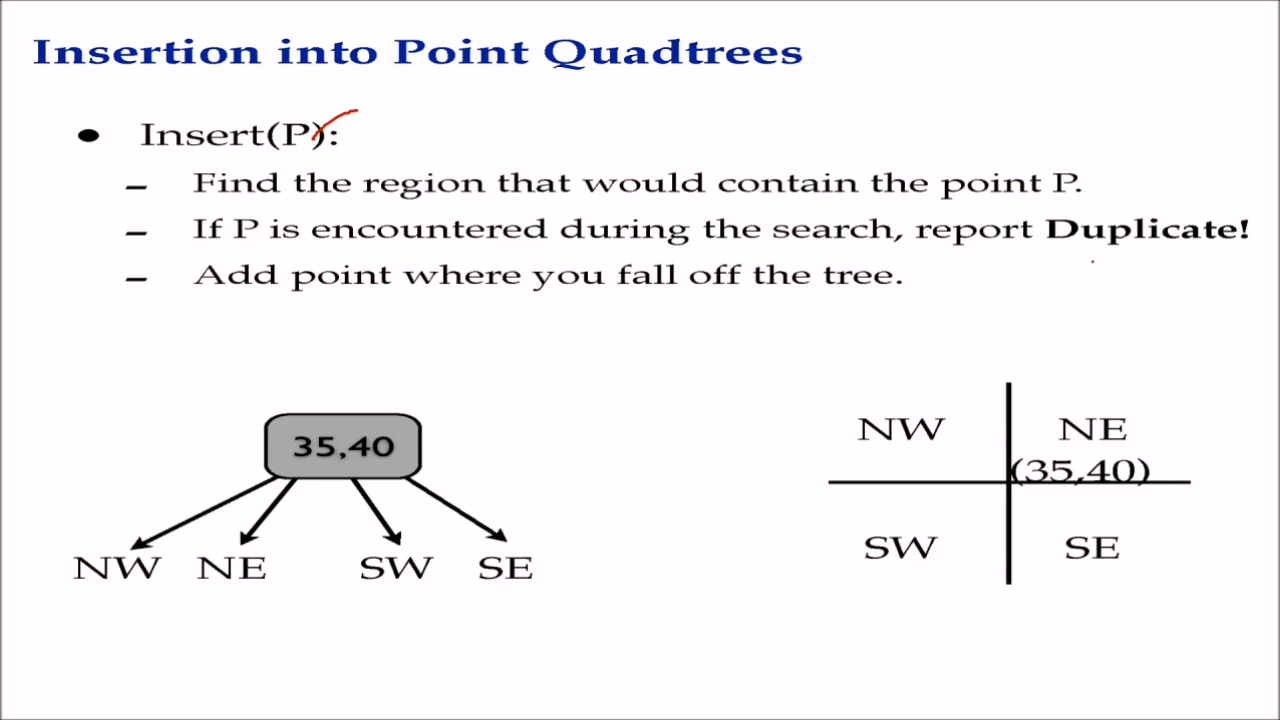 Insertion into Point Quadtrees
● Insert(P):
– Find the region that would contain the point P.
– If P is encountered during the search, report Duplicate!
– Add point where you fall off the tree.
35,40
NW NE SW SE
NW NE
(35,40)
SW SE